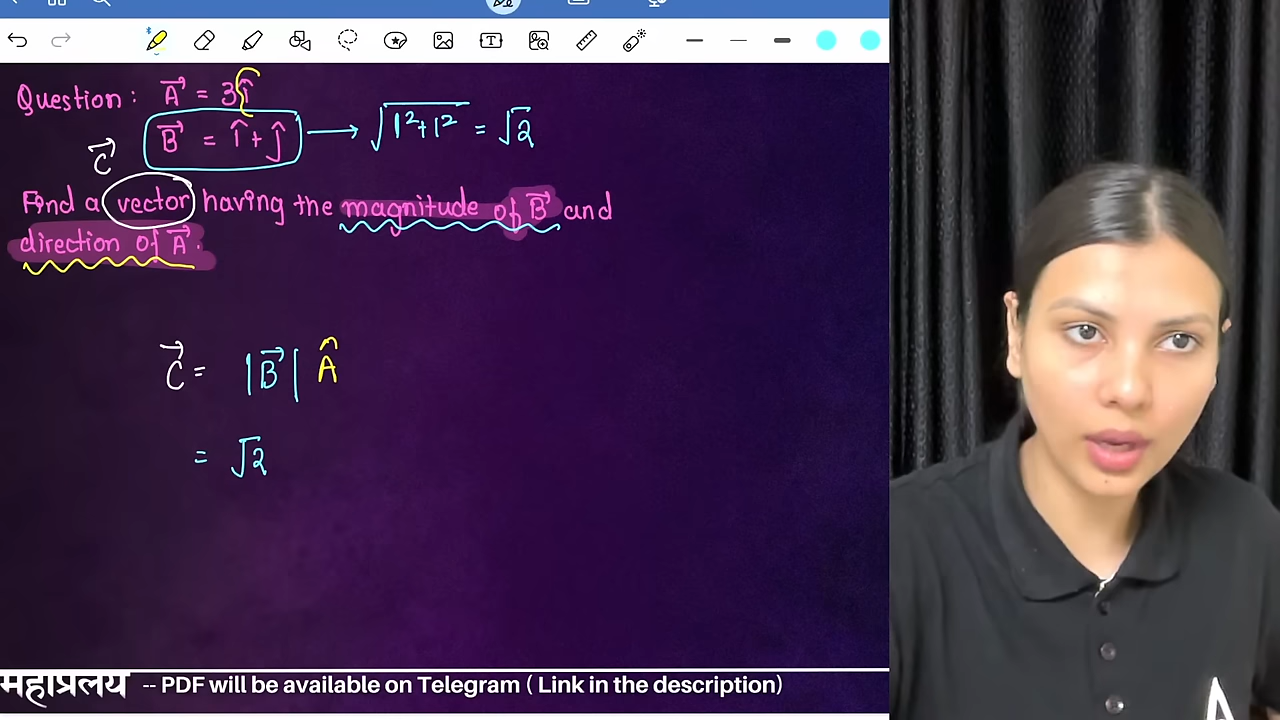 Question: A⃗ = 3î
B⃗ = î + ĵ ⟶ √1²+1² = √2
C⃗
Find a vector having the magnitude of B⃗ and
direction of A⃗.
C⃗ = |B⃗| Â
= √2
महाप्रलय -- PDF will be available on Telegram ( Link in the description)